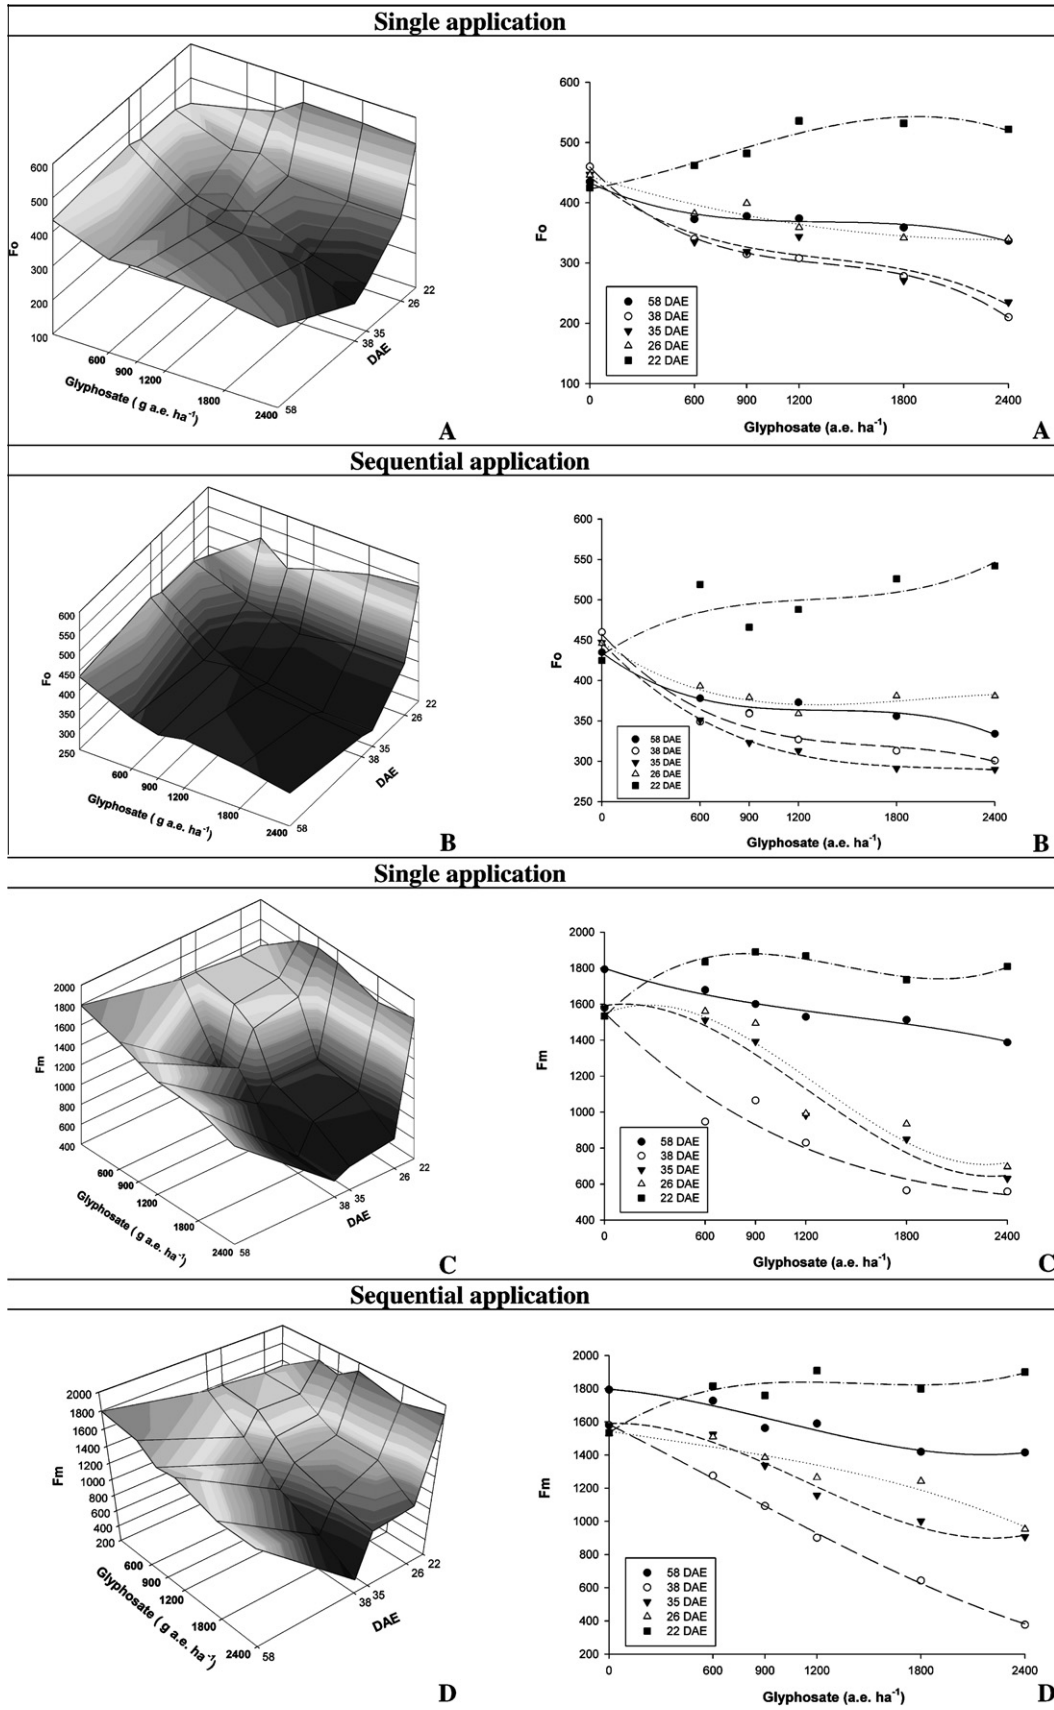 Single application
600
500
400
300
200
100
Fo
600
900
1200
1800
2400
Glyphosate ( g a.e. ha⁻¹)
22
26
35
38
58
DAE
A
600
500
400
300
200
100
Fo
58 DAE
38 DAE
35 DAE
26 DAE
22 DAE
0 600 900 1200 1800 2400
Glyphosate (a.e. ha⁻¹)
A
Sequential application
600
550
500
450
400
350
300
250
Fo
600
900
1200
1800
2400
Glyphosate ( g a.e. ha⁻¹)
22
26
35
38
58
DAE
B
600
550
500
450
400
350
300
250
Fo
58 DAE
38 DAE
35 DAE
26 DAE
22 DAE
0 600 900 1200 1800 2400
Glyphosate (a.e. ha⁻¹)
B
Single application
2000
1800
1600
1400
1200
1000
800
600
400
Fm
600
900
1200
1800
2400
Glyphosate ( g a.e. ha⁻¹)
22
26
35
38
58
DAE
C
2000
1800
1600
1400
1200
1000
800
600
400
Fm
58 DAE
38 DAE
35 DAE
26 DAE
22 DAE
0 600 900 1200 1800 2400
Glyphosate (a.e. ha⁻¹)
C
Sequential application
2000
1800
1600
1400
1200
1000
800
600
400
200
Fm
600
900
1200
1800
2400
Glyphosate ( g a.e. ha⁻¹)
22
26
35
38
58
DAE
D
2000
1800
1600
1400
1200
1000
800
600
400
200
Fm
58 DAE
38 DAE
35 DAE
26 DAE
22 DAE
0 600 900 1200 1800 2400
Glyphosate (a.e. ha⁻¹)
D